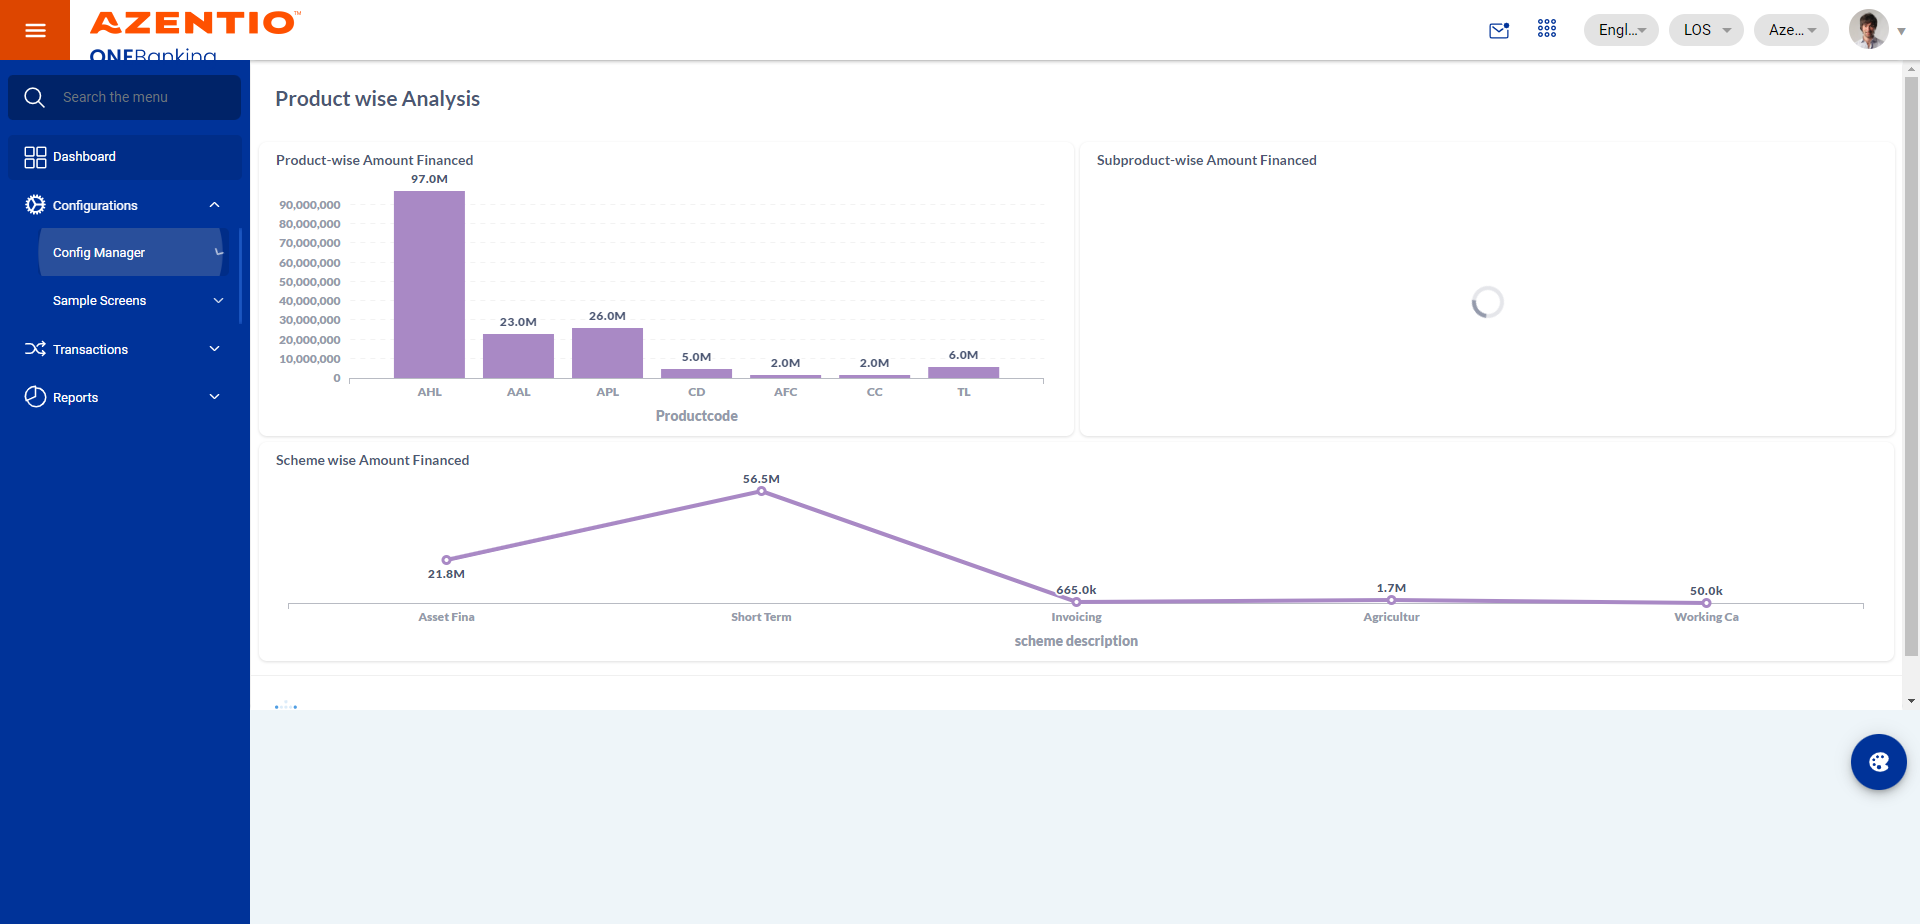 AZENTIO™
ONEBanking
Engl...
LOS
Aze...
Search the menu
Dashboard
Configurations
Config Manager
Sample Screens
Transactions
Reports
Product wise Analysis
Product-wise Amount Financed
97.0M
90,000,000
80,000,000
70,000,000
60,000,000
50,000,000
40,000,000
30,000,000
20,000,000
10,000,000
0
23.0M
26.0M
5.0M
2.0M
2.0M
6.0M
AHL
AAL
APL
CD
AFC
CC
TL
Productcode
Subproduct-wise Amount Financed
Scheme wise Amount Financed
56.5M
21.8M
665.0k
1.7M
50.0k
Asset Fina
Short Term
Invoicing
Agricultur
Working Ca
scheme description